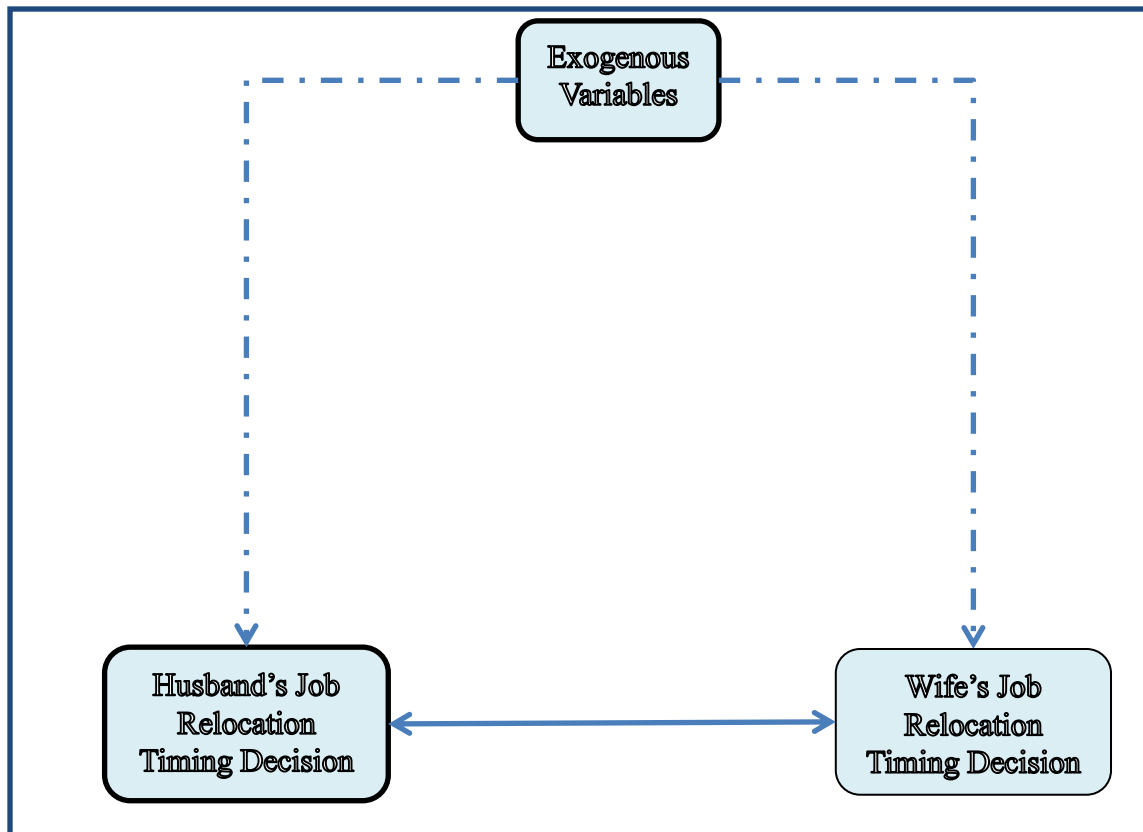 Exogenous
Variables
Husband’s Job
Relocation
Timing Decision
Wife’s Job
Relocation
Timing Decision